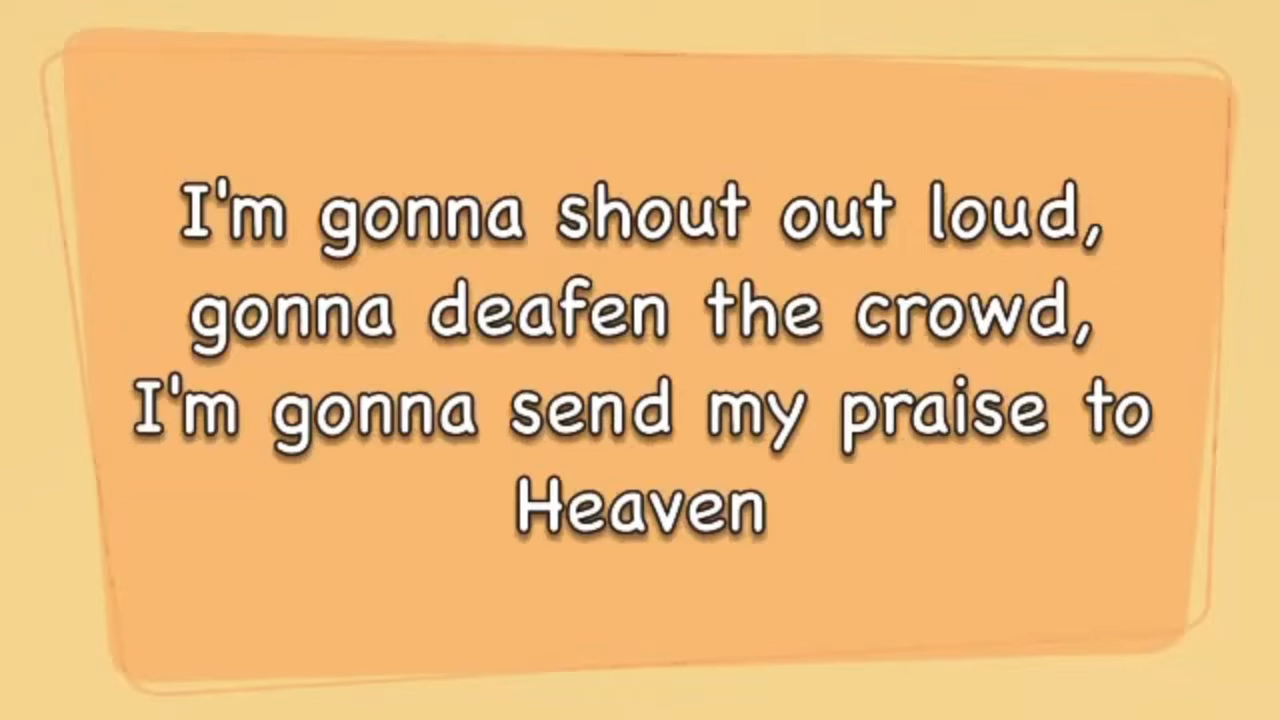 I'm gonna shout out loud,
gonna deafen the crowd,
I'm gonna send my praise to
Heaven